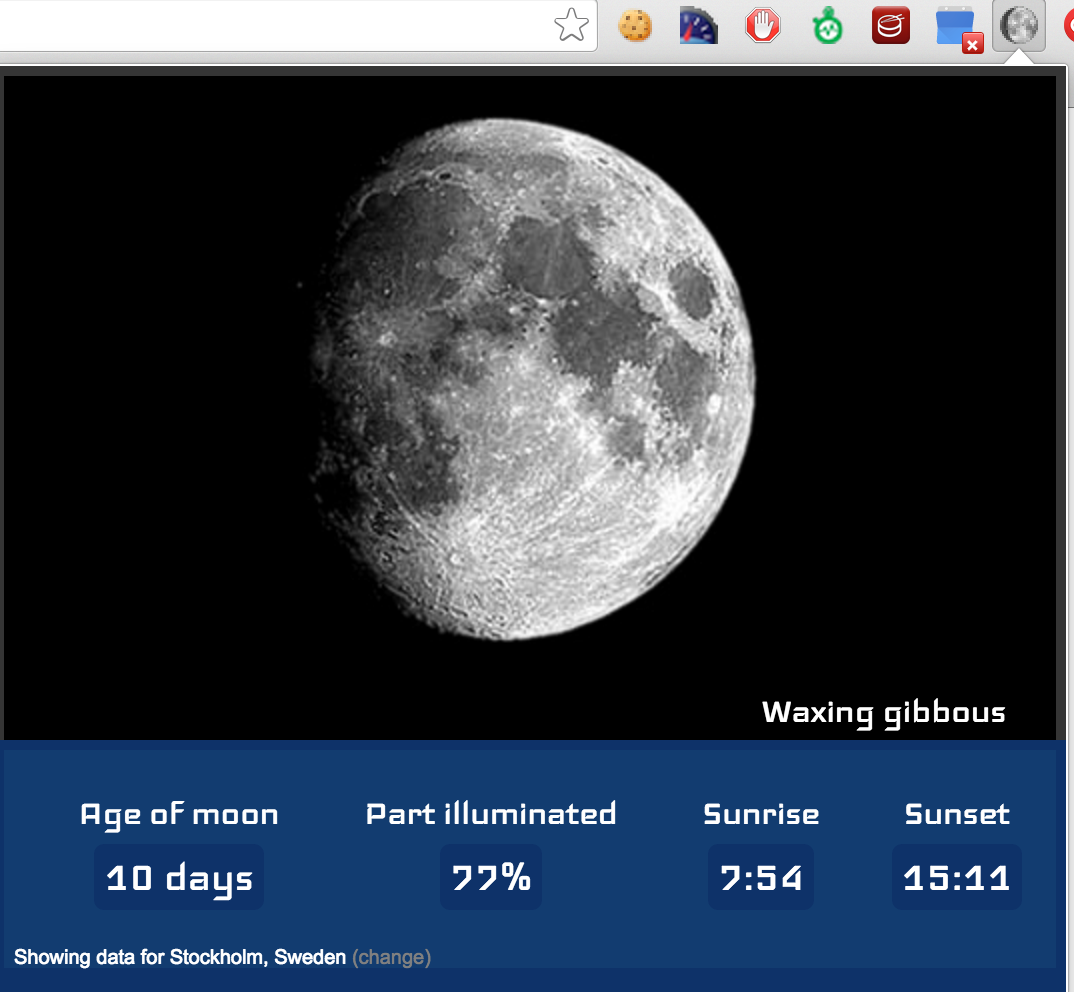 Waxing gibbous
Age of moon
Part illuminated
Sunrise
Sunset
10 days
77%
7:54
15:11
Showing data for Stockholm, Sweden (change)